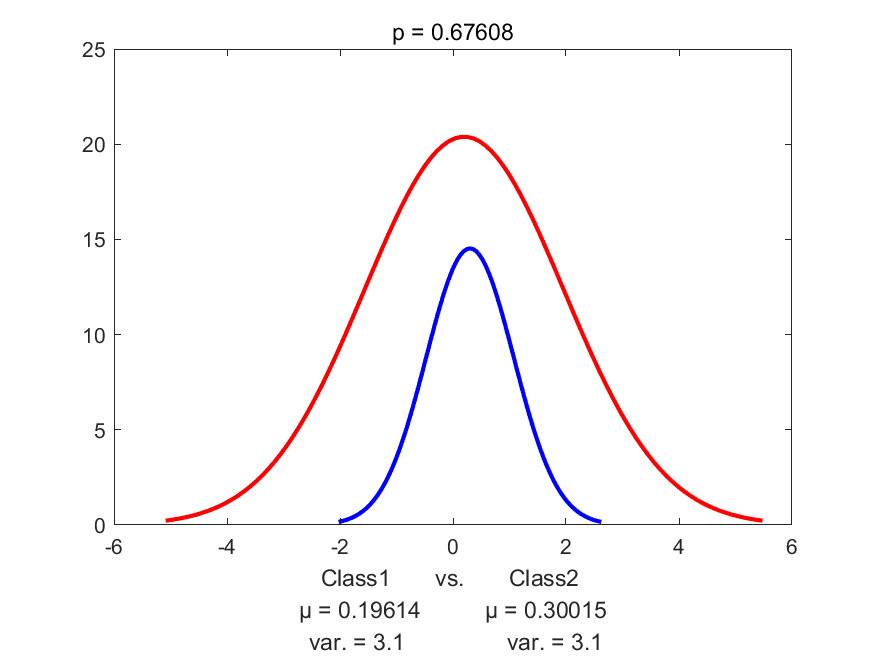 p = 0.67608
25
20
15
10
5
0
-6 -4 -2 0 2 4 6
Class1 vs. Class2
μ = 0.19614 μ = 0.30015
var. = 3.1 var. = 3.1